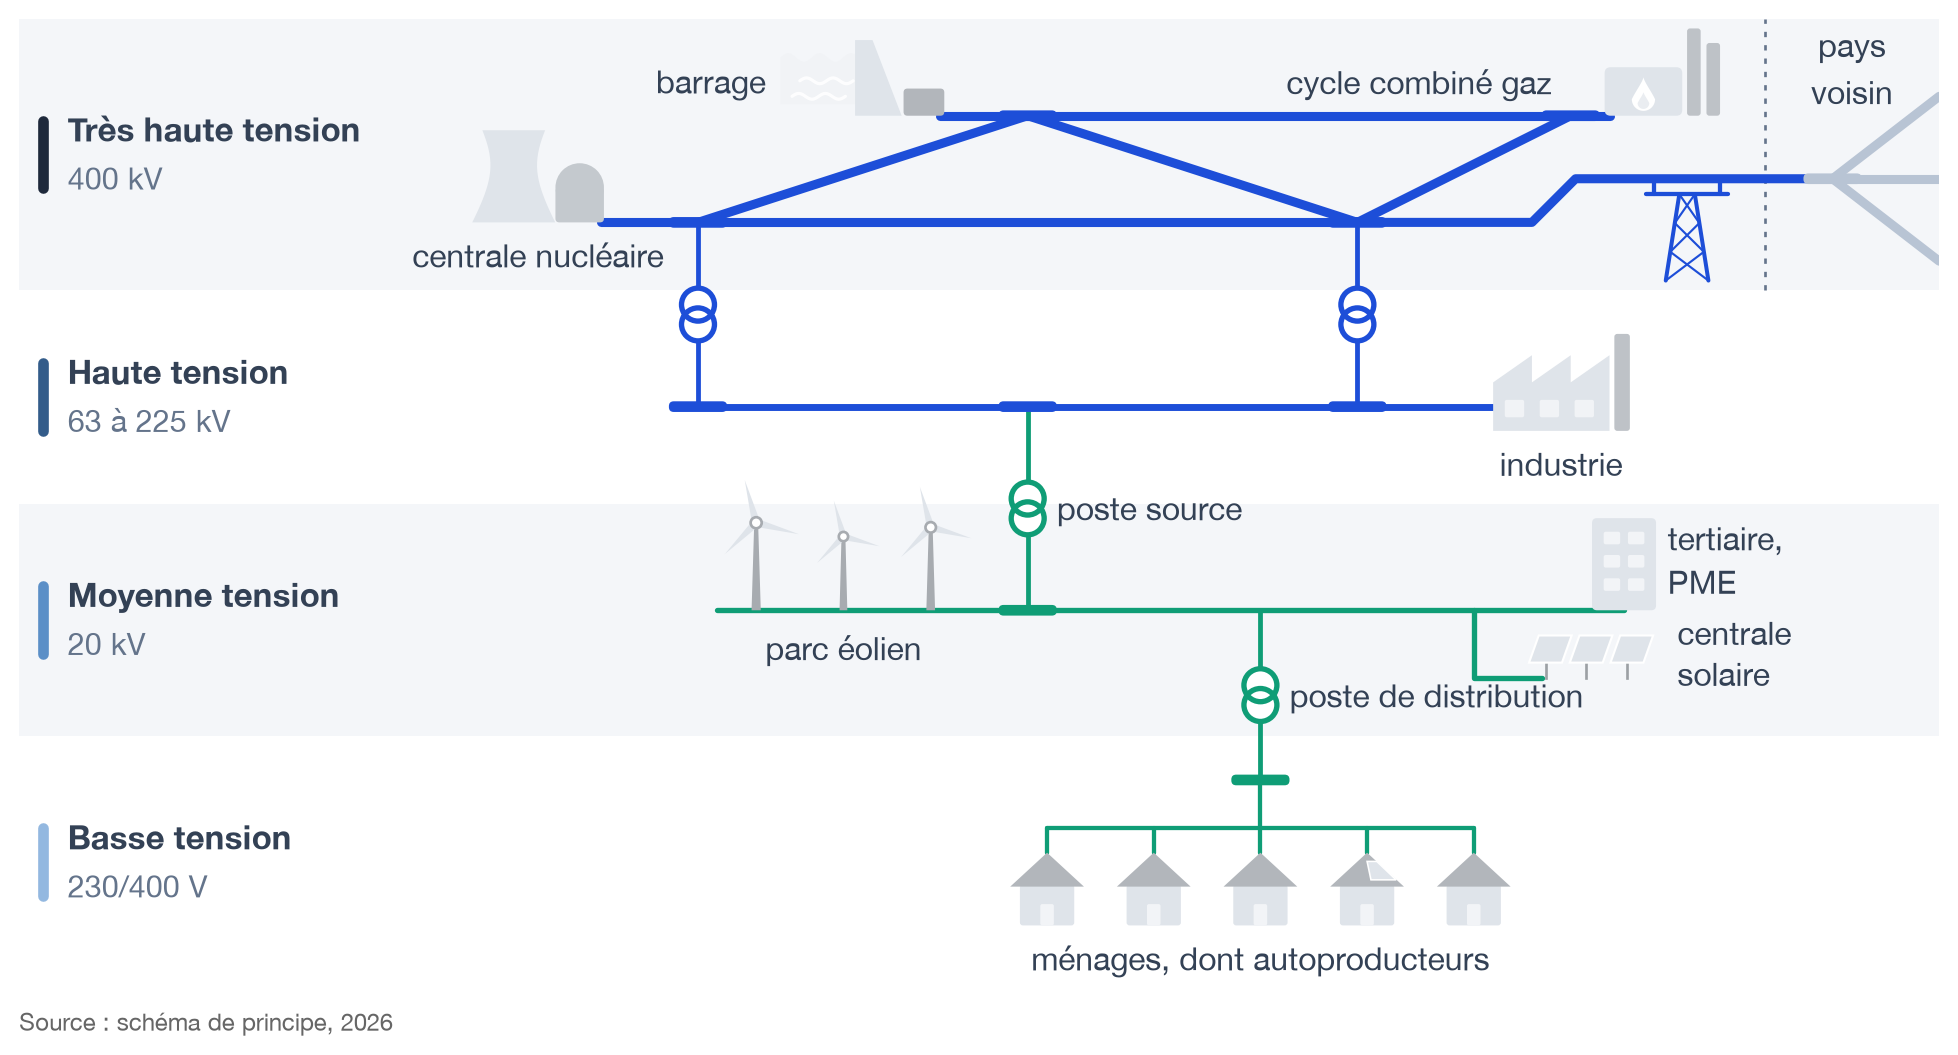 barrage
cycle combiné gaz
pays
voisin
Très haute tension
400 kV
centrale nucléaire
Haute tension
63 à 225 kV
industrie
poste source
tertiaire,
PME
Moyenne tension
20 kV
parc éolien
centrale
solaire
poste de distribution
Basse tension
230/400 V
ménages, dont autoproducteurs
Source : schéma de principe, 2026